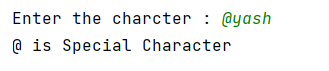 Enter the charcter : @yash
@ is Special Character